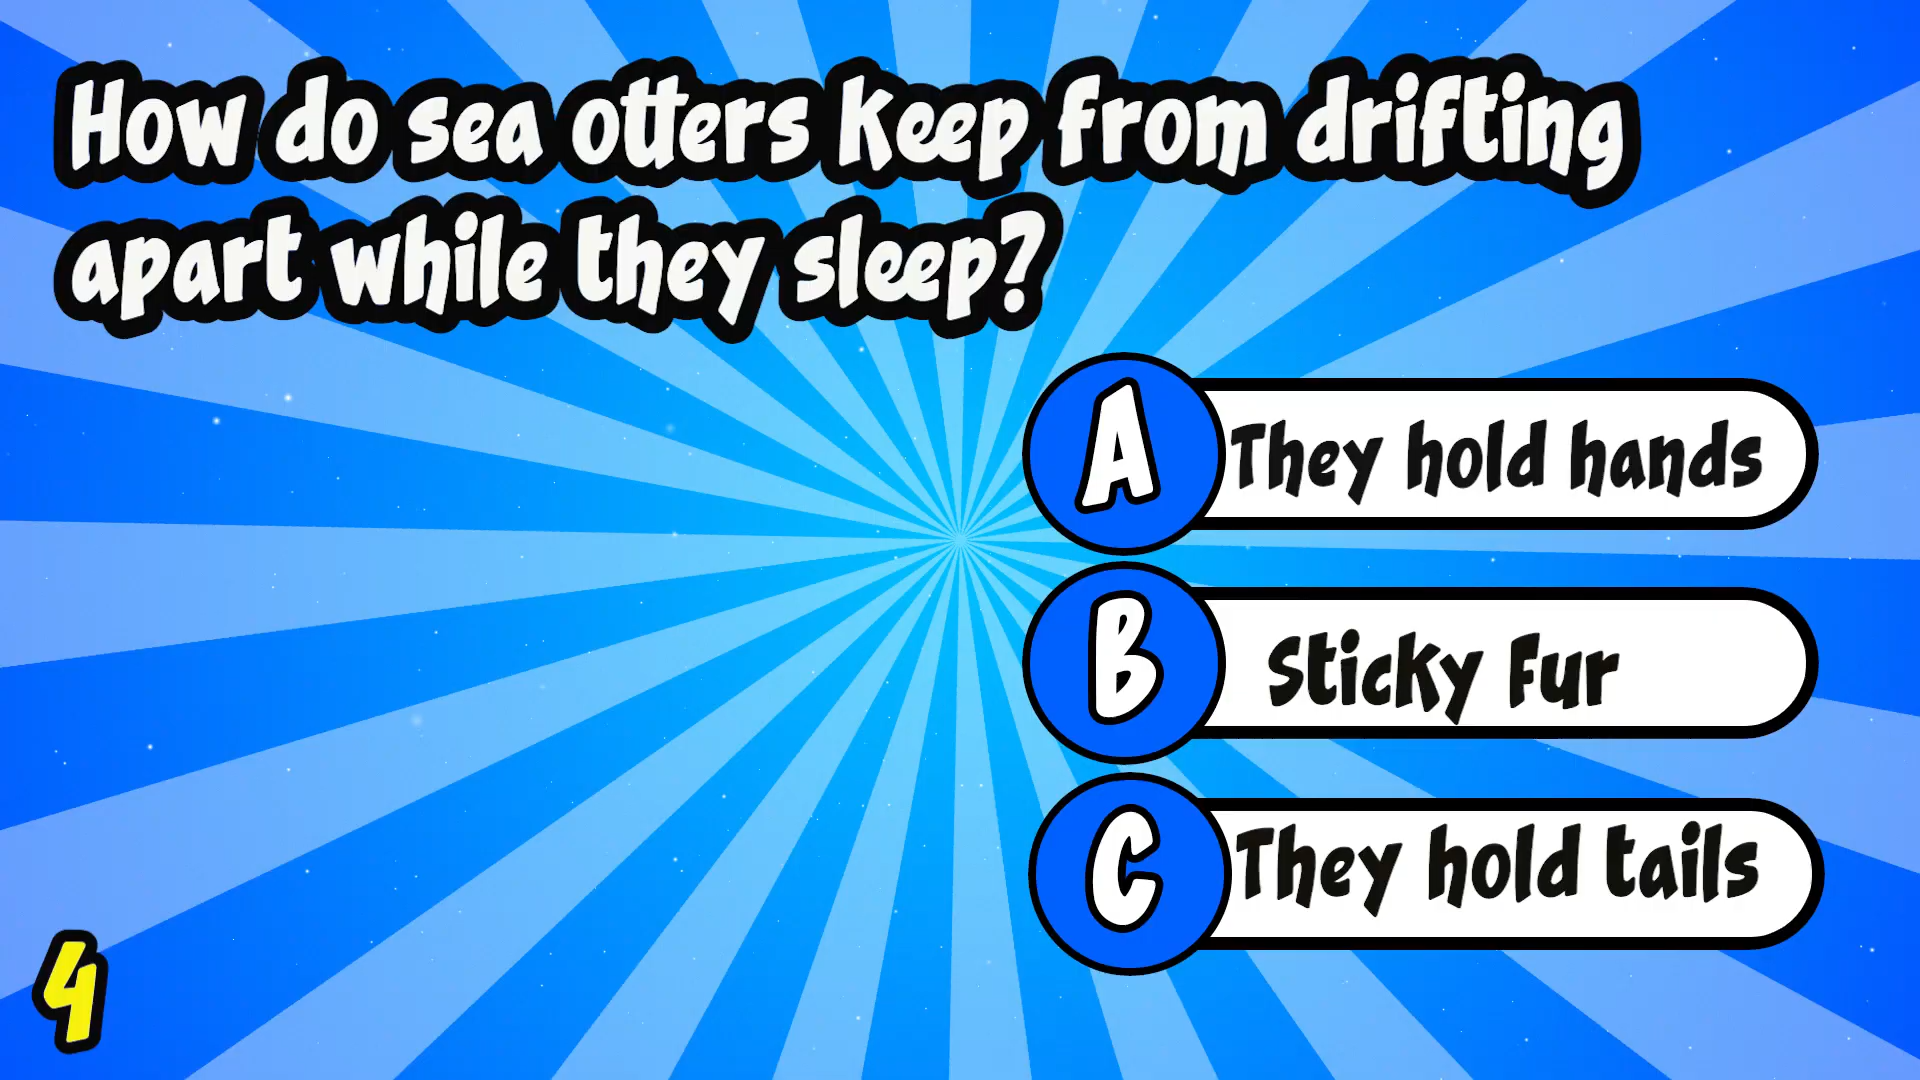 How do sea otters keep from drifting
apart while they sleep?
A They hold hands
B Sticky Fur
C They hold tails
4